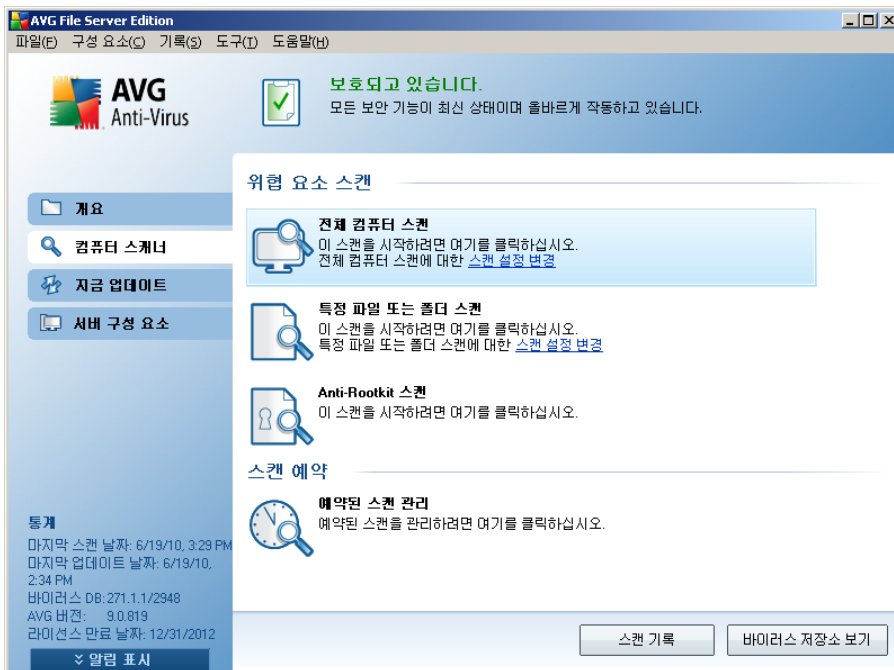 AVG File Server Edition
파일(F) 구성 요소(C) 기록(S) 도구(T) 도움말(H)
AVG
Anti-Virus
보호되고 있습니다.
모든 보안 기능이 최신 상태이며 올바르게 작동하고 있습니다.
개요
컴퓨터 스캐너
지금 업데이트
서버 구성 요소
위협 요소 스캔
전체 컴퓨터 스캔
이 스캔을 시작하려면 여기를 클릭하십시오.
전체 컴퓨터 스캔에 대한 스캔 설정 변경
특정 파일 또는 폴더 스캔
이 스캔을 시작하려면 여기를 클릭하십시오.
특정 파일 또는 폴더 스캔에 대한 스캔 설정 변경
Anti-Rootkit 스캔
이 스캔을 시작하려면 여기를 클릭하십시오.
스캔 예약
예약된 스캔 관리
예약된 스캔을 관리하려면 여기를 클릭하십시오.
통계
마지막 스캔 날짜: 6/19/10, 3:29 PM
마지막 업데이트 날짜: 6/19/10,
2:34 PM
바이러스 DB: 271.1.1/2948
AVG 버전: 9.0.819
라이선스 만료 날짜: 12/31/2012
알림 표시
스캔 기록
바이러스 저장소 보기